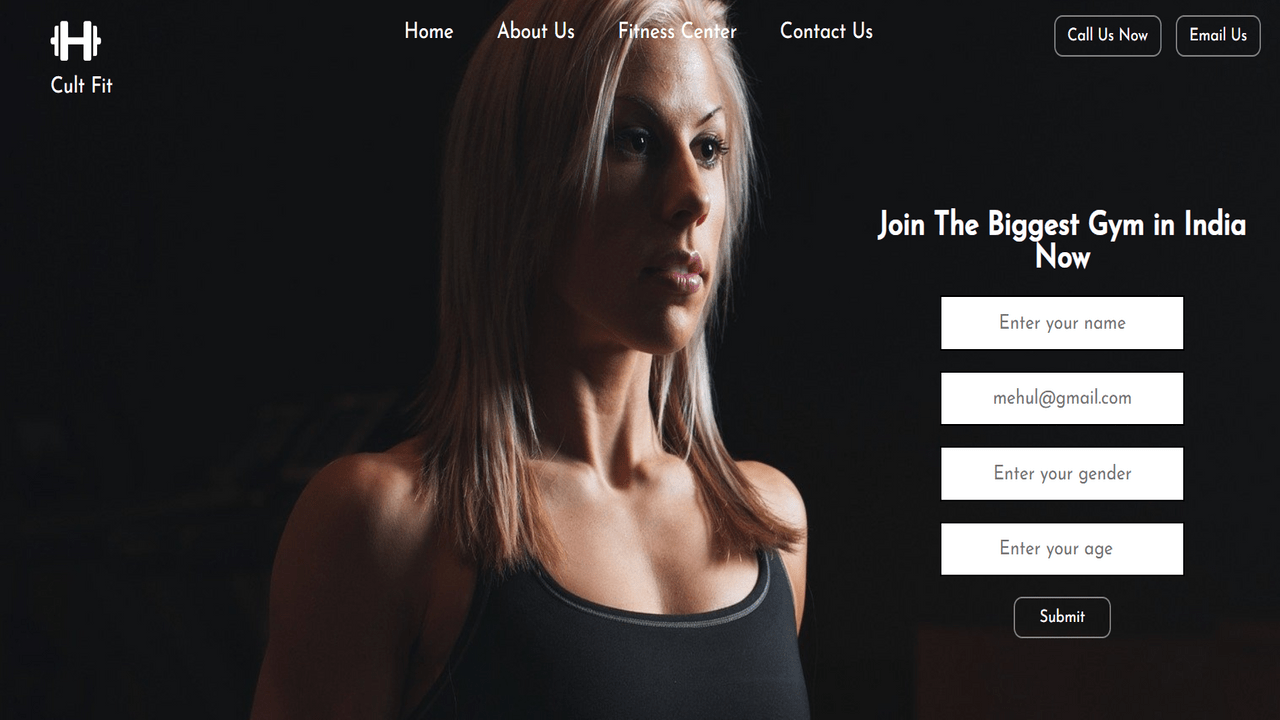 Home About Us Fitness Center Contact Us
Call Us Now Email Us
Cult Fit
Join The Biggest Gym in India
Now
Enter your name
mehul@gmail.com
Enter your gender
Enter your age
Submit